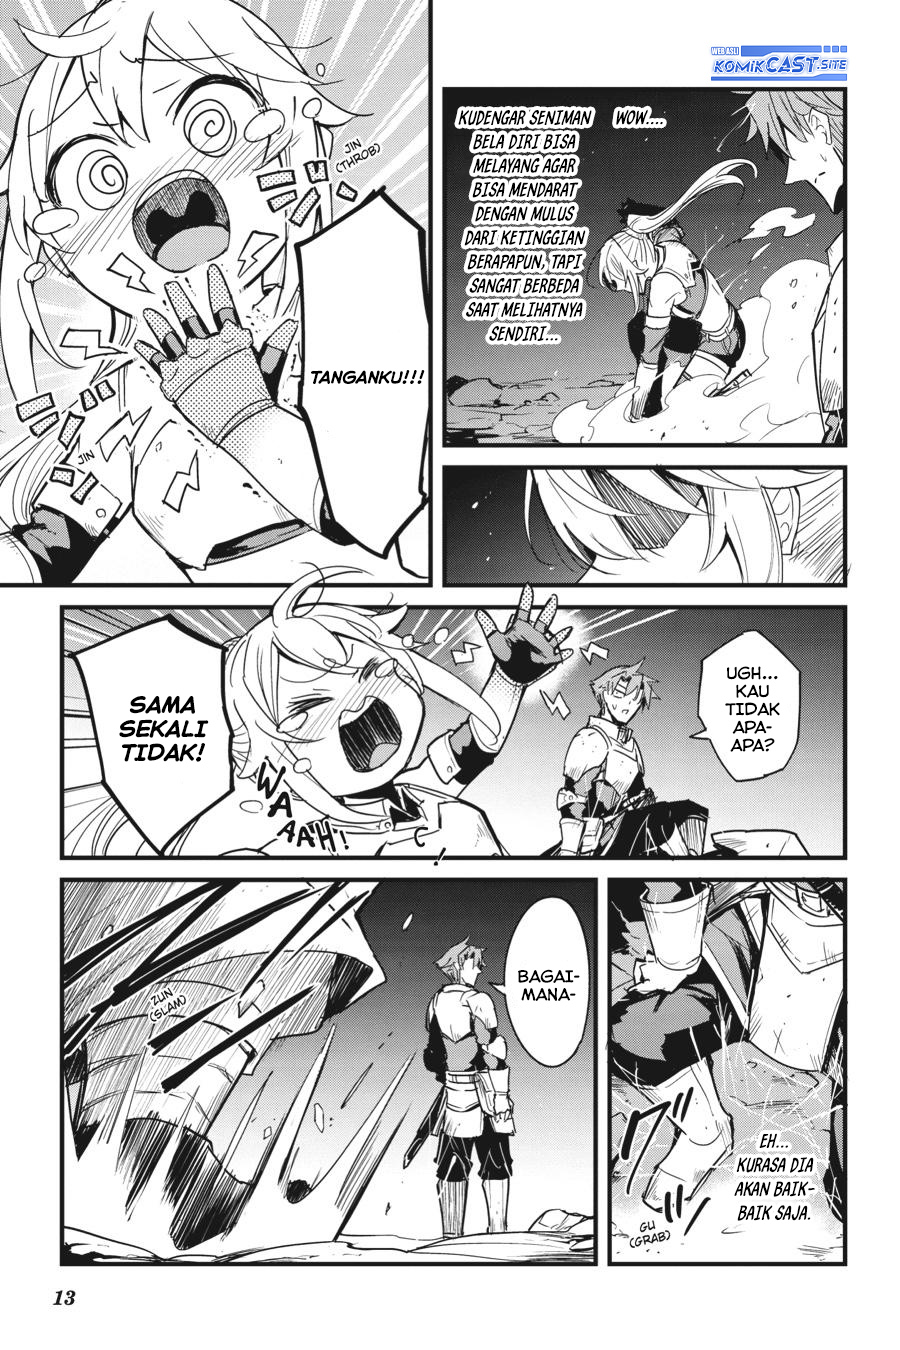 WEB ASLI
KOMIKCAST.SITE
WOW....
KUDENGAR SENIMAN
BELA DIRI BISA
MELAYANG AGAR
BISA MENDARAT
DENGAN MULUS
DARI KETINGGIAN
BERAPAPUN, TAPI
SANGAT BERBEDA
SAAT MELIHATNYA
SENDIRI...
JIN
(THROB)
TANGANKU!!!
JIN
UGH...
KAU
TIDAK
APA-
APA?
WA
AAAH!
SAMA
SEKALI
TIDAK!
GU
(GRAB)
EH...
KURASA DIA
AKAN BAIK-
BAIK SAJA.
BAGAI-
MANA-
ZUN
(SLAM)
13